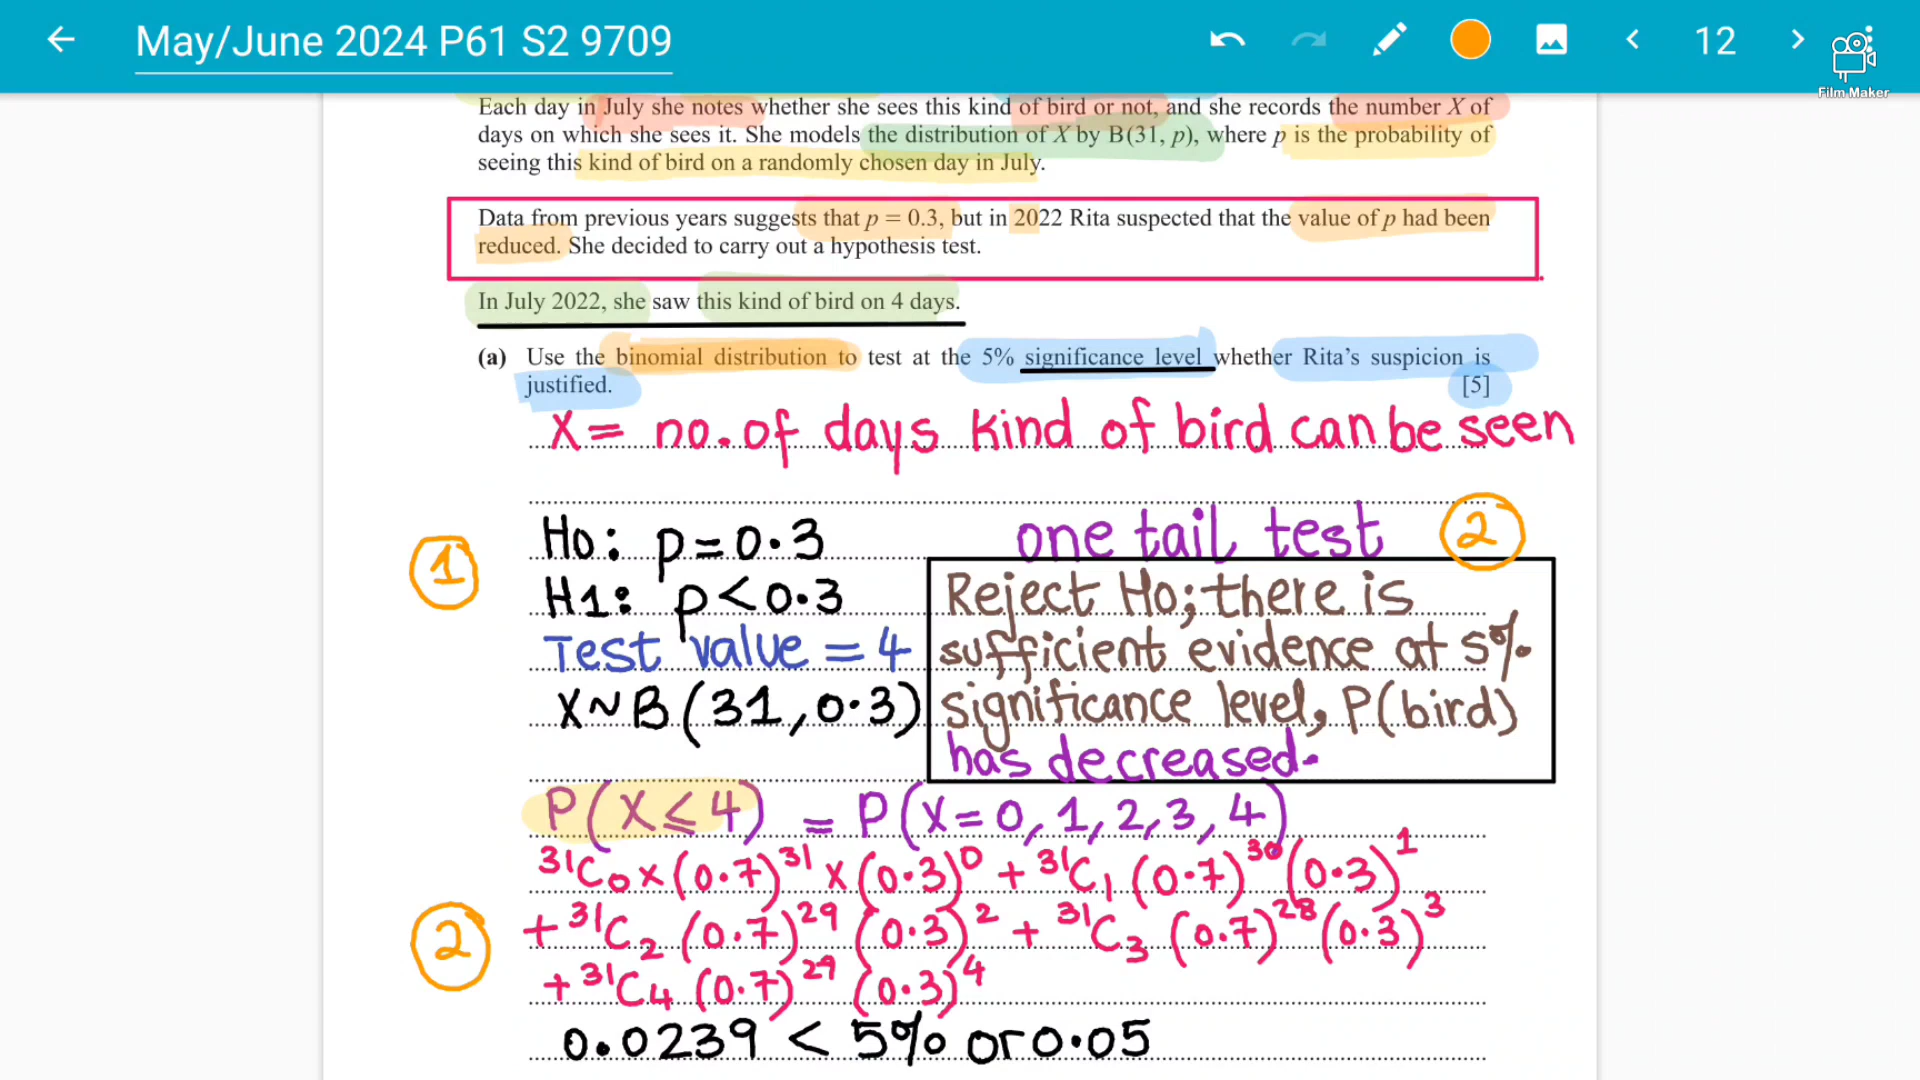 May/June 2024 P61 S2 9709
12
Film Maker
Each day in July she notes whether she sees this kind of bird or not, and she records the number X of
days on which she sees it. She models the distribution of X by B(31, p), where p is the probability of
seeing this kind of bird on a randomly chosen day in July.
Data from previous years suggests that p = 0.3, but in 2022 Rita suspected that the value of p had been
reduced. She decided to carry out a hypothesis test.
In July 2022, she saw this kind of bird on 4 days.
(a) Use the binomial distribution to test at the 5% significance level whether Rita's suspicion is
justified. [5]
X = no. of days kind of bird can be seen
H0: p=0.3
one tail test
2
1
H1: p<0.3
Test value = 4
X~B(31,0.3)
Reject H0; there is
sufficient evidence at 5%
significance level, P(bird)
has decreased.
P(X≤4) = P(X=0,1,2,3,4)
³¹C₀×(0.7)³¹×(0.3)⁰ + ³¹C₁(0.7)³⁰(0.3)¹
2
+ ³¹C₂(0.7)²⁹(0.3)² + ³¹C₃(0.7)²⁸(0.3)³
+ ³¹C₄(0.7)²⁹(0.3)⁴
0.0239 < 5% or 0.05